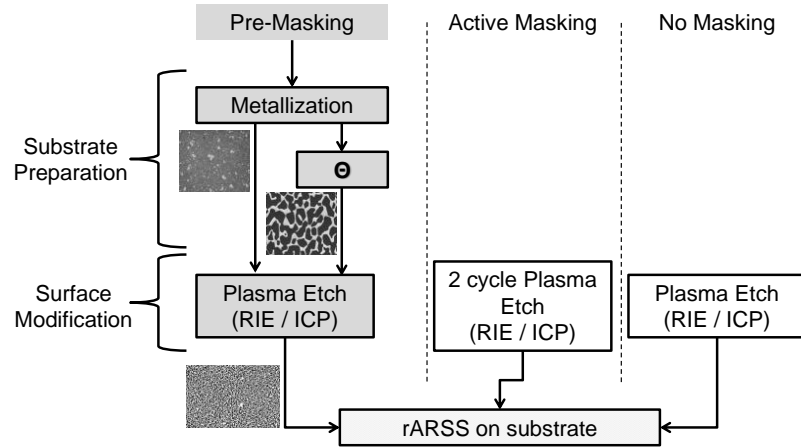 Pre-Masking
Active Masking
No Masking
Metallization
Substrate
Preparation
Θ
Surface
Modification
Plasma Etch
(RIE / ICP)
2 cycle Plasma
Etch
(RIE / ICP)
Plasma Etch
(RIE / ICP)
rARSS on substrate